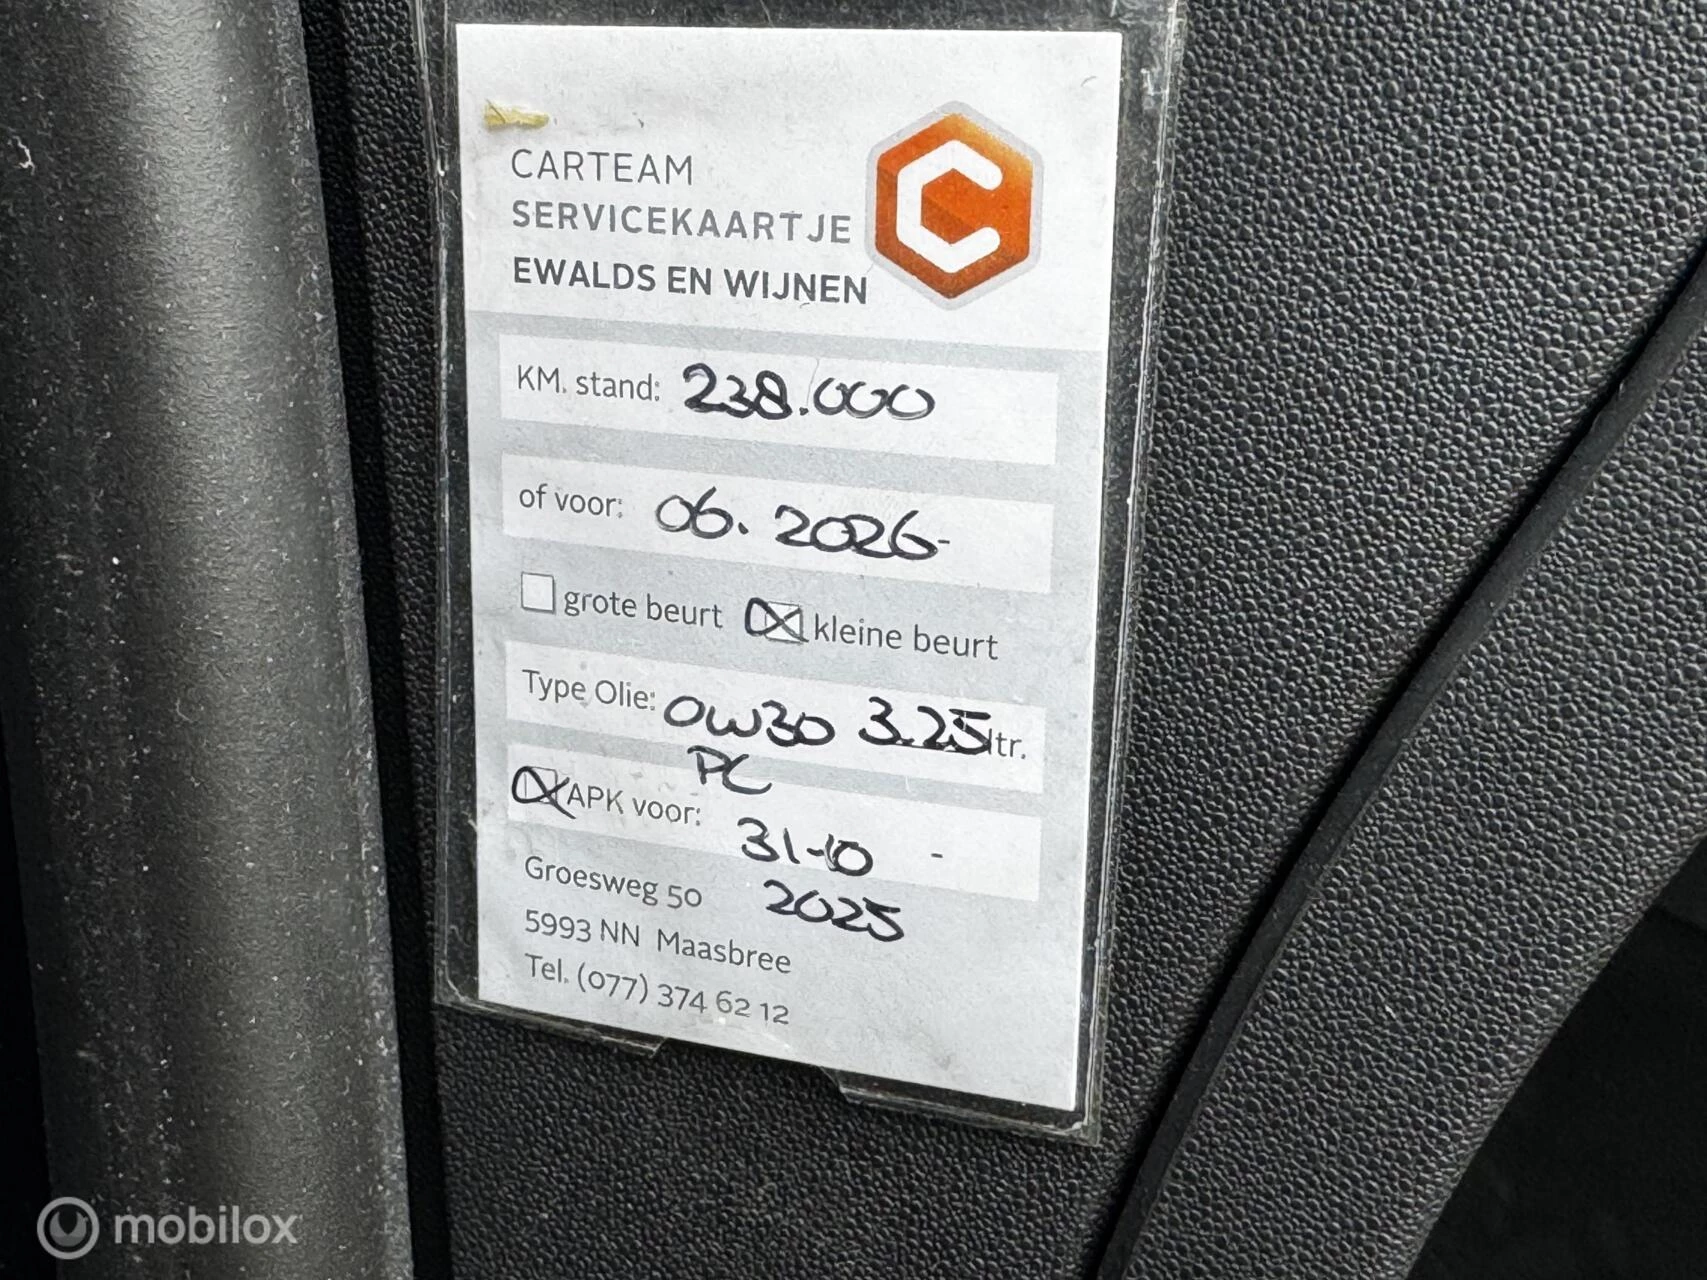 CARTEAM
SERVICEKAARTJE
EWALDS EN WIJNEN
KM. stand: 238.000
of voor: 06.2026-
grote beurt kleine beurt
Type Olie: 0W30 3.25 ltr.
PC
APK voor: 31-10 -
2025
Groesweg 50
5993 NN Maasbree
Tel. (077) 374 62 12
mobilox